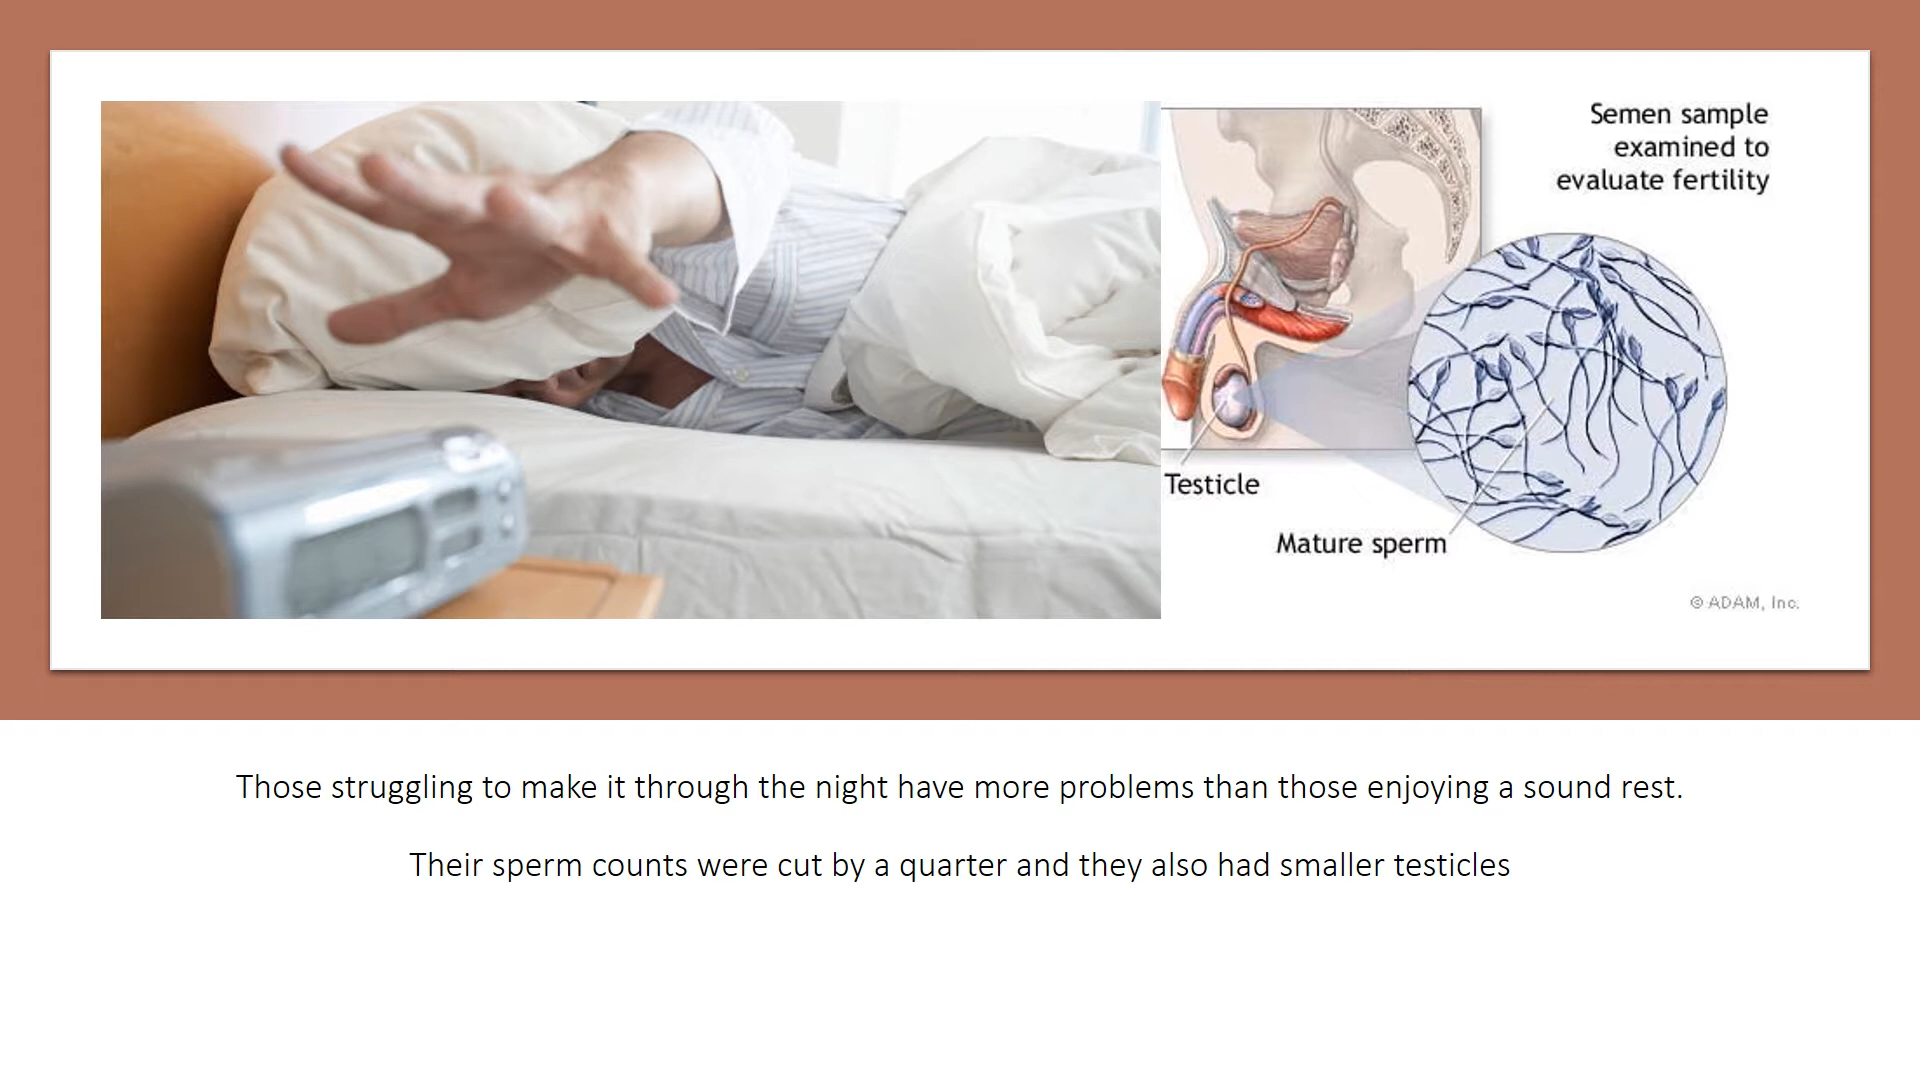 Semen sample
examined to
evaluate fertility
Testicle
Mature sperm
© ADAM, Inc.
Those struggling to make it through the night have more problems than those enjoying a sound rest.
Their sperm counts were cut by a quarter and they also had smaller testicles